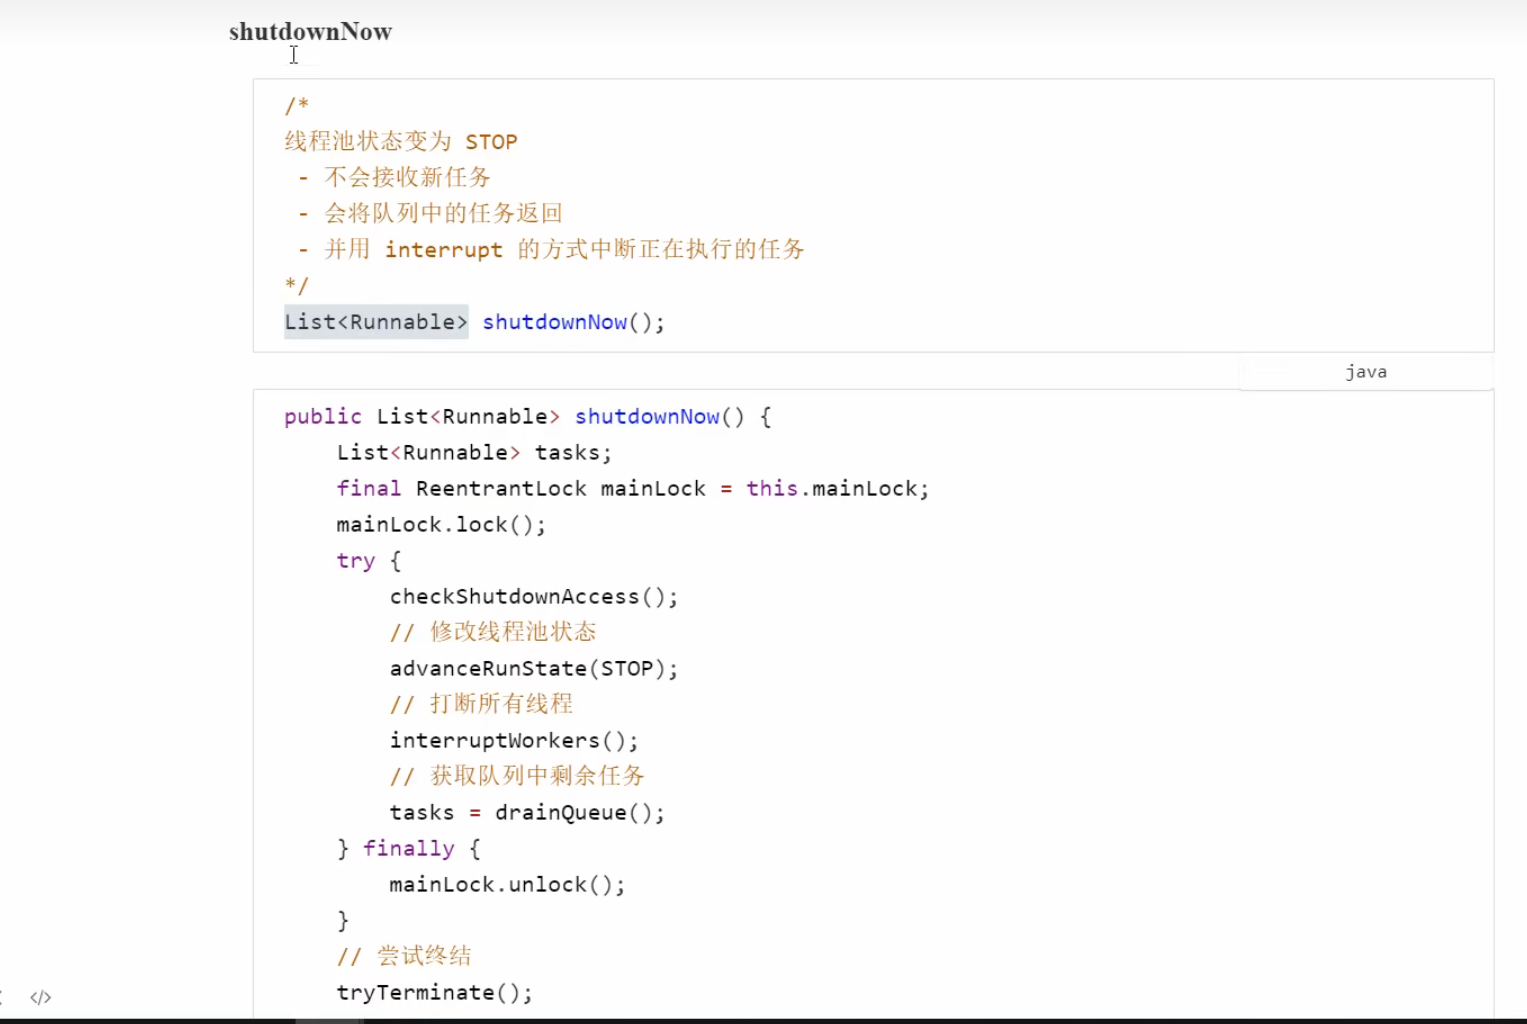 shutdownNow
/*
线程池状态变为 STOP
- 不会接收新任务
- 会将队列中的任务返回
- 并用 interrupt 的方式中断正在执行的任务
*/
List<Runnable> shutdownNow();
java
public List<Runnable> shutdownNow() {
    List<Runnable> tasks;
    final ReentrantLock mainLock = this.mainLock;
    mainLock.lock();
    try {
        checkShutdownAccess();
        // 修改线程池状态
        advanceRunState(STOP);
        // 打断所有线程
        interruptWorkers();
        // 获取队列中剩余任务
        tasks = drainQueue();
    } finally {
        mainLock.unlock();
    }
    // 尝试终结
    tryTerminate();
</>